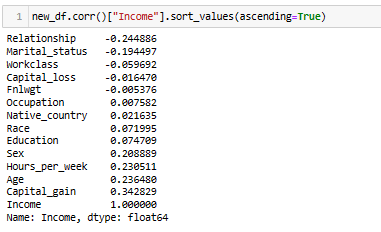 1 new_df.corr()["Income"].sort_values(ascending=True)
Relationship -0.244886
Marital_status -0.194497
Workclass -0.059692
Capital_loss -0.016470
Fnlwgt -0.005376
Occupation 0.007582
Native_country 0.021635
Race 0.071995
Education 0.074709
Sex 0.208889
Hours_per_week 0.230511
Age 0.236480
Capital_gain 0.342829
Income 1.000000
Name: Income, dtype: float64